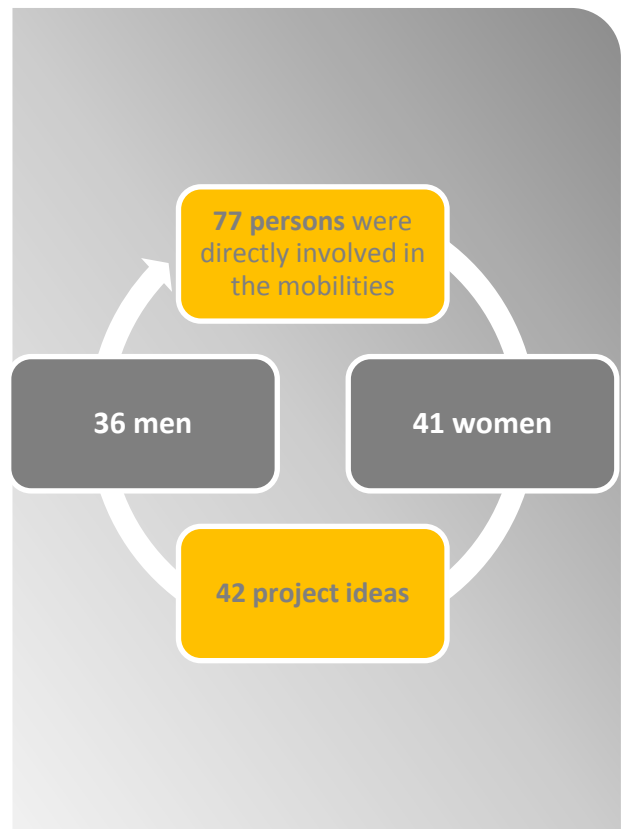 77 persons were
directly involved in
the mobilities
36 men
41 women
42 project ideas